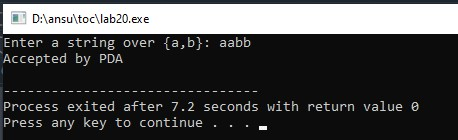 D:\ansu\toc\lab20.exe
Enter a string over {a,b}: aabb
Accepted by PDA
--------------------------------
Process exited after 7.2 seconds with return value 0
Press any key to continue . . .